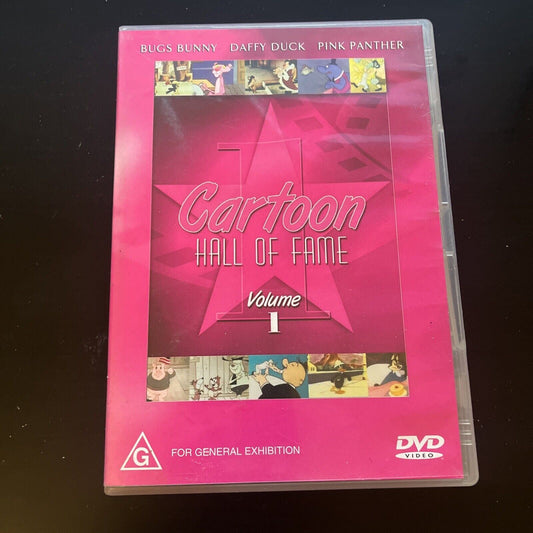 BUGS BUNNY DAFFY DUCK PINK PANTHER
1
Cartoon
HALL OF FAME
Volume
1
G FOR GENERAL EXHIBITION
DVD
VIDEO